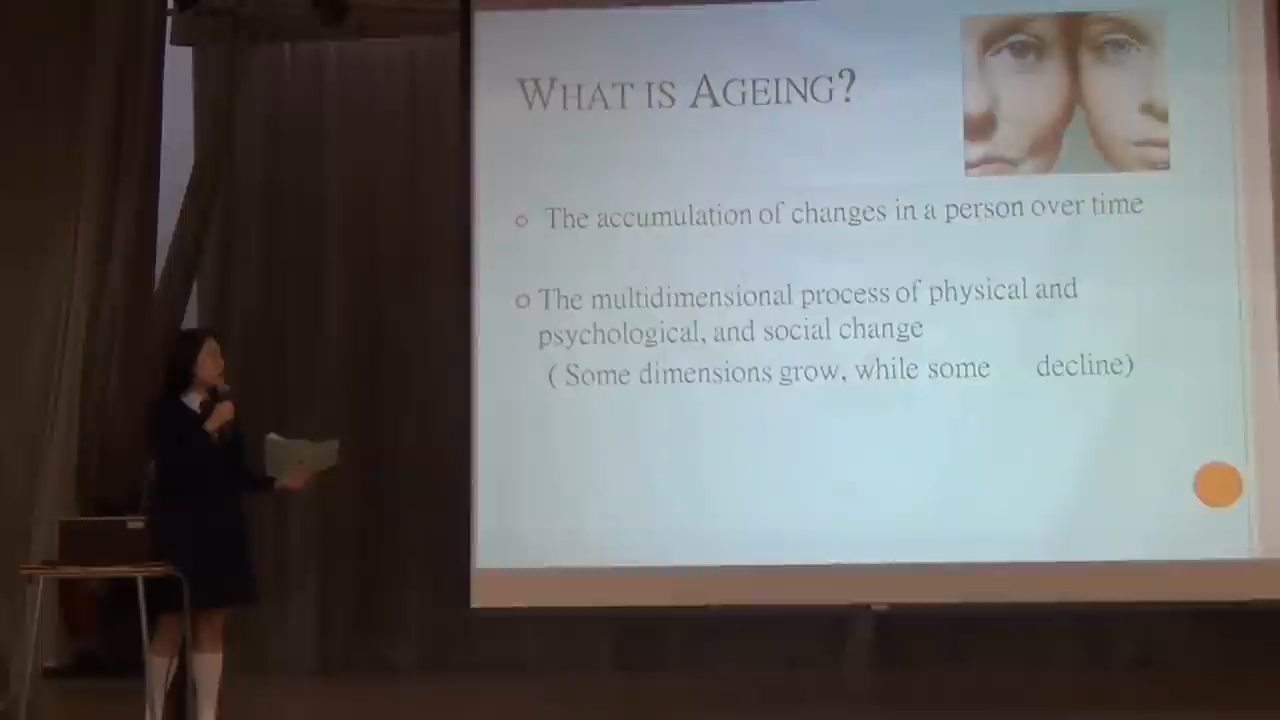 WHAT IS AGEING?
The accumulation of changes in a person over time
The multidimensional process of physical and
psychological, and social change
( Some dimensions grow, while some decline)